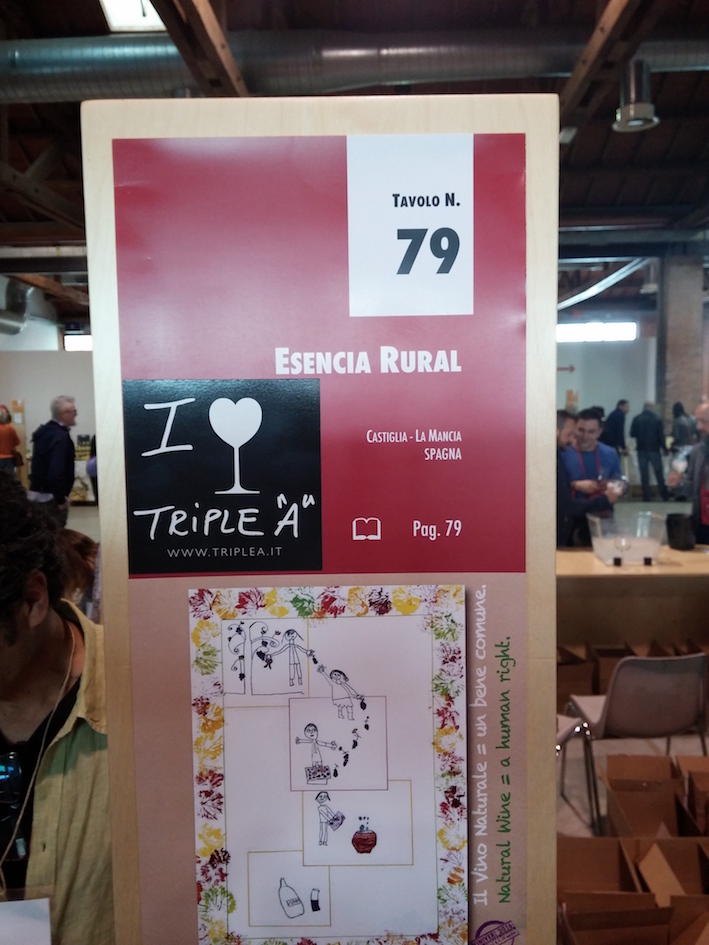 TAVOLO N.
79
ESENCIA RURAL
CASTIGLIA - LA MANCIA
SPAGNA
Pag. 79
I
TRiPLE "A"
WWW.TRIPLEA.IT
Il Vino Naturale = un bene comune.
Natural Wine = a human right.